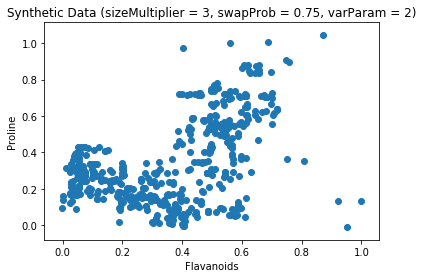 Synthetic Data (sizeMultiplier = 3, swapProb = 0.75, varParam = 2)
1.0
0.8
0.6
0.4
0.2
0.0
Proline
0.0 0.2 0.4 0.6 0.8 1.0
Flavanoids